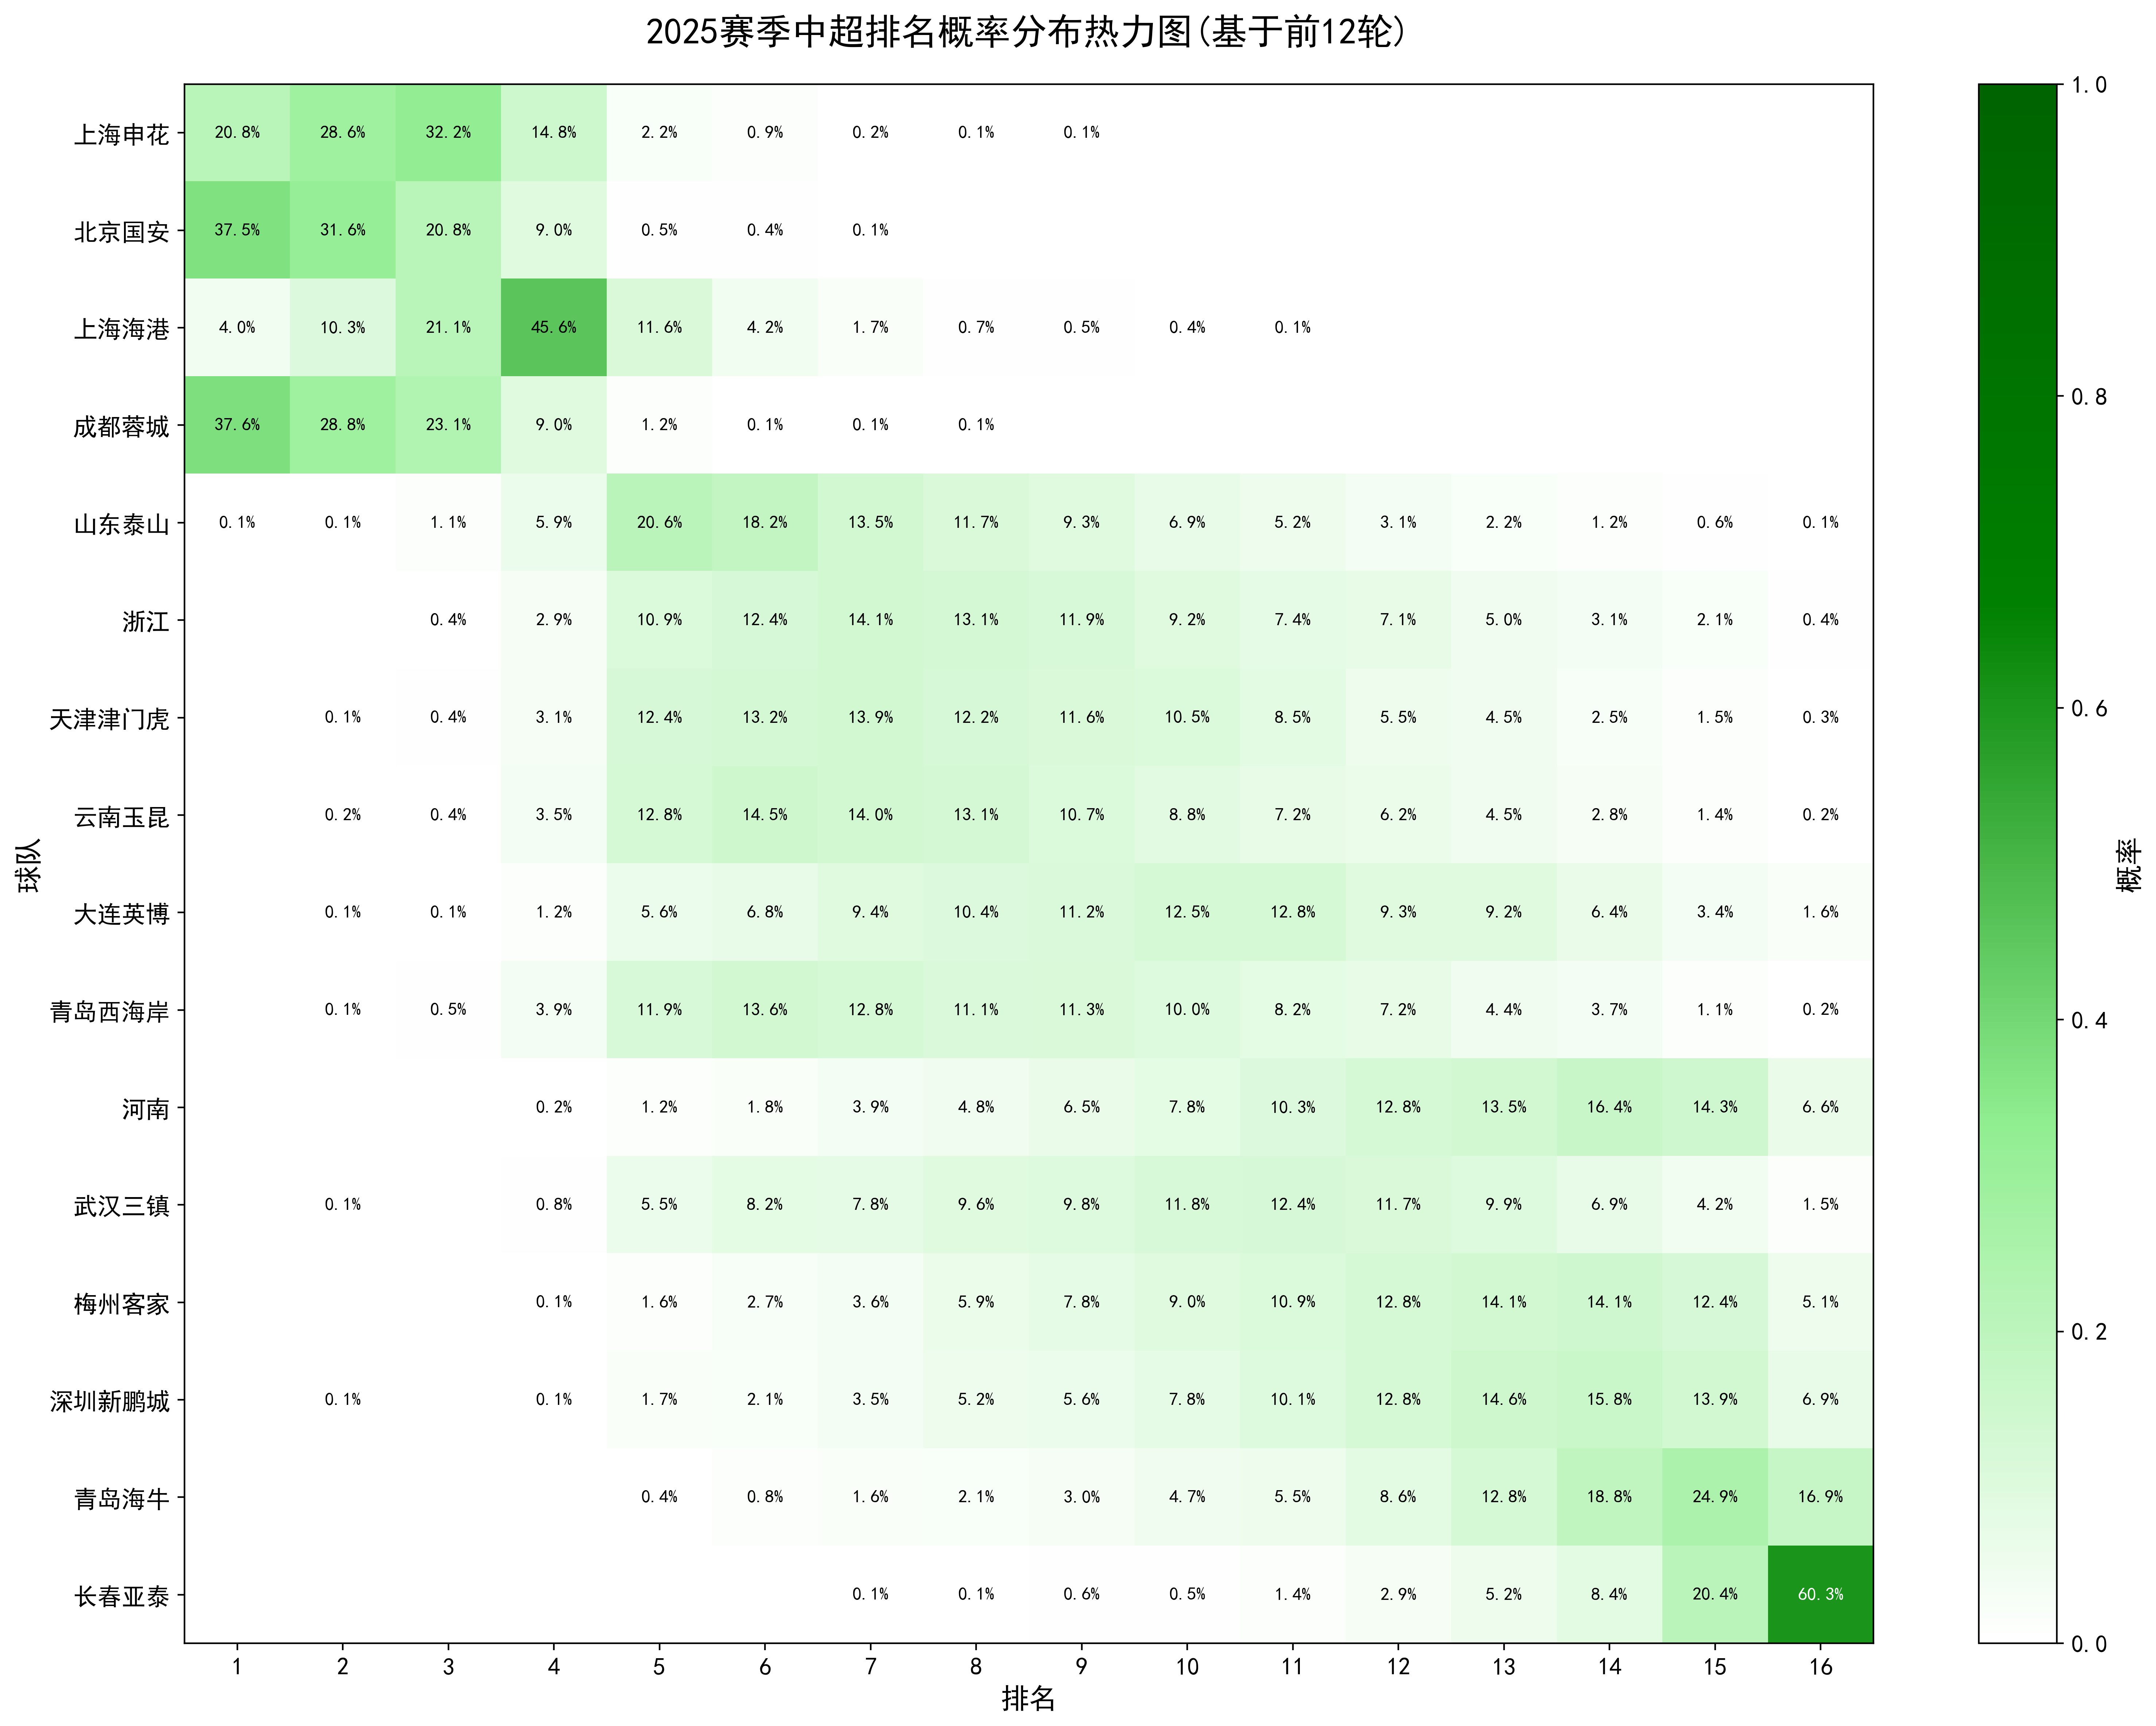 2025赛季中超排名概率分布热力图(基于前12轮)
上海申花 20.8% 28.6% 32.2% 14.8% 2.2% 0.9% 0.2% 0.1% 0.1%
北京国安 37.5% 31.6% 20.8% 9.0% 0.5% 0.4% 0.1%
上海海港 4.0% 10.3% 21.1% 45.6% 11.6% 4.2% 1.7% 0.7% 0.5% 0.4% 0.1%
成都蓉城 37.6% 28.8% 23.1% 9.0% 1.2% 0.1% 0.1% 0.1%
山东泰山 0.1% 0.1% 1.1% 5.9% 20.6% 18.2% 13.5% 11.7% 9.3% 6.9% 5.2% 3.1% 2.2% 1.2% 0.6% 0.1%
浙江 0.4% 2.9% 10.9% 12.4% 14.1% 13.1% 11.9% 9.2% 7.4% 7.1% 5.0% 3.1% 2.1% 0.4%
天津津门虎 0.1% 0.4% 3.1% 12.4% 13.2% 13.9% 12.2% 11.6% 10.5% 8.5% 5.5% 4.5% 2.5% 1.5% 0.3%
云南玉昆 0.2% 0.4% 3.5% 12.8% 14.5% 14.0% 13.1% 10.7% 8.8% 7.2% 6.2% 4.5% 2.8% 1.4% 0.2%
大连英博 0.1% 0.1% 1.2% 5.6% 6.8% 9.4% 10.4% 11.2% 12.5% 12.8% 9.3% 9.2% 6.4% 3.4% 1.6%
青岛西海岸 0.1% 0.5% 3.9% 11.9% 13.6% 12.8% 11.1% 11.3% 10.0% 8.2% 7.2% 4.4% 3.7% 1.1% 0.2%
河南 0.2% 1.2% 1.8% 3.9% 4.8% 6.5% 7.8% 10.3% 12.8% 13.5% 16.4% 14.3% 6.6%
武汉三镇 0.1% 0.8% 5.5% 8.2% 7.8% 9.6% 9.8% 11.8% 12.4% 11.7% 9.9% 6.9% 4.2% 1.5%
梅州客家 0.1% 1.6% 2.7% 3.6% 5.9% 7.8% 9.0% 10.9% 12.8% 14.1% 14.1% 12.4% 5.1%
深圳新鹏城 0.1% 0.1% 1.7% 2.1% 3.5% 5.2% 5.6% 7.8% 10.1% 12.8% 14.6% 15.8% 13.9% 6.9%
青岛海牛 0.4% 0.8% 1.6% 2.1% 3.0% 4.7% 5.5% 8.6% 12.8% 18.8% 24.9% 16.9%
长春亚泰 0.1% 0.1% 0.6% 0.5% 1.4% 2.9% 5.2% 8.4% 20.4% 60.3%
1 2 3 4 5 6 7 8 9 10 11 12 13 14 15 16
排名
球队
1.0
0.8
0.6
0.4
0.2
0.0
概率